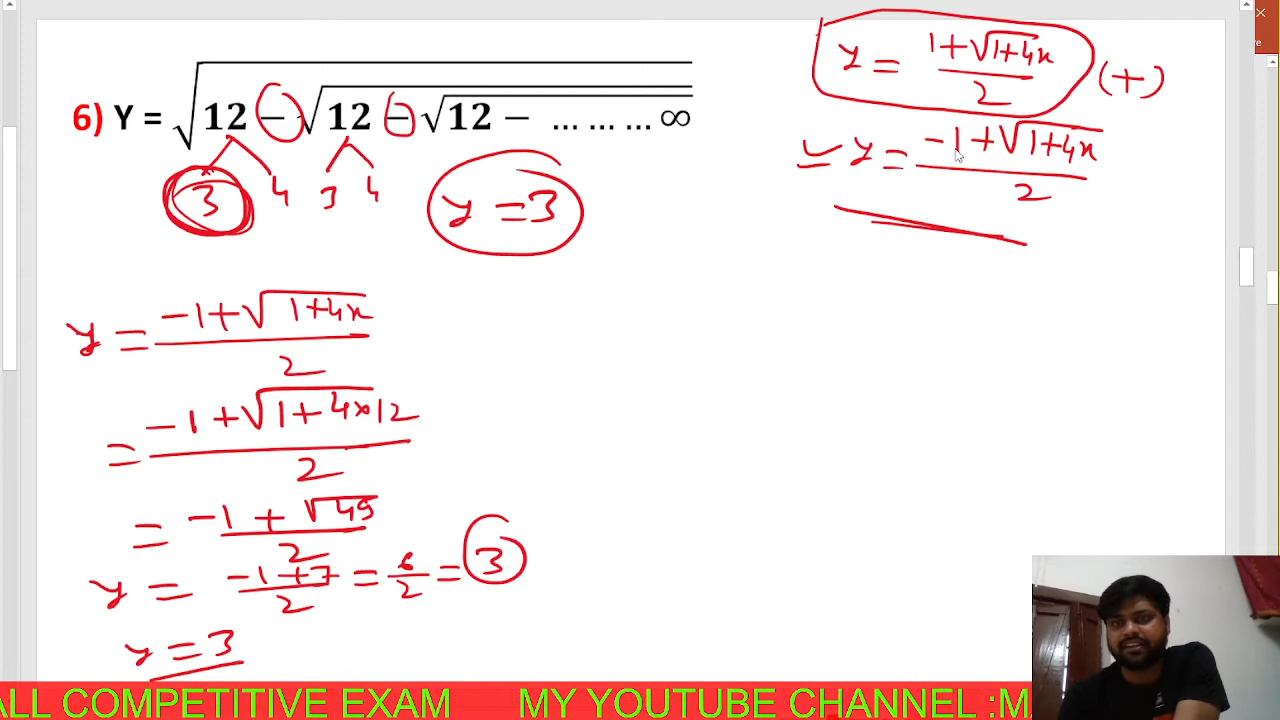 6) Y = √12 − √12 − √12 − ... ... ... ∞
3 4 3 4
y = 3
y = (1+√1+4x)/2 (+)
y = (-1+√1+4x)/2
y = (-1+√1+4x)/2
= (-1+√1+4×12)/2
= (-1+√49)/2
y = (-1+7)/2 = 6/2 = 3
y = 3
ALL COMPETITIVE EXAM MY YOUTUBE CHANNEL :M